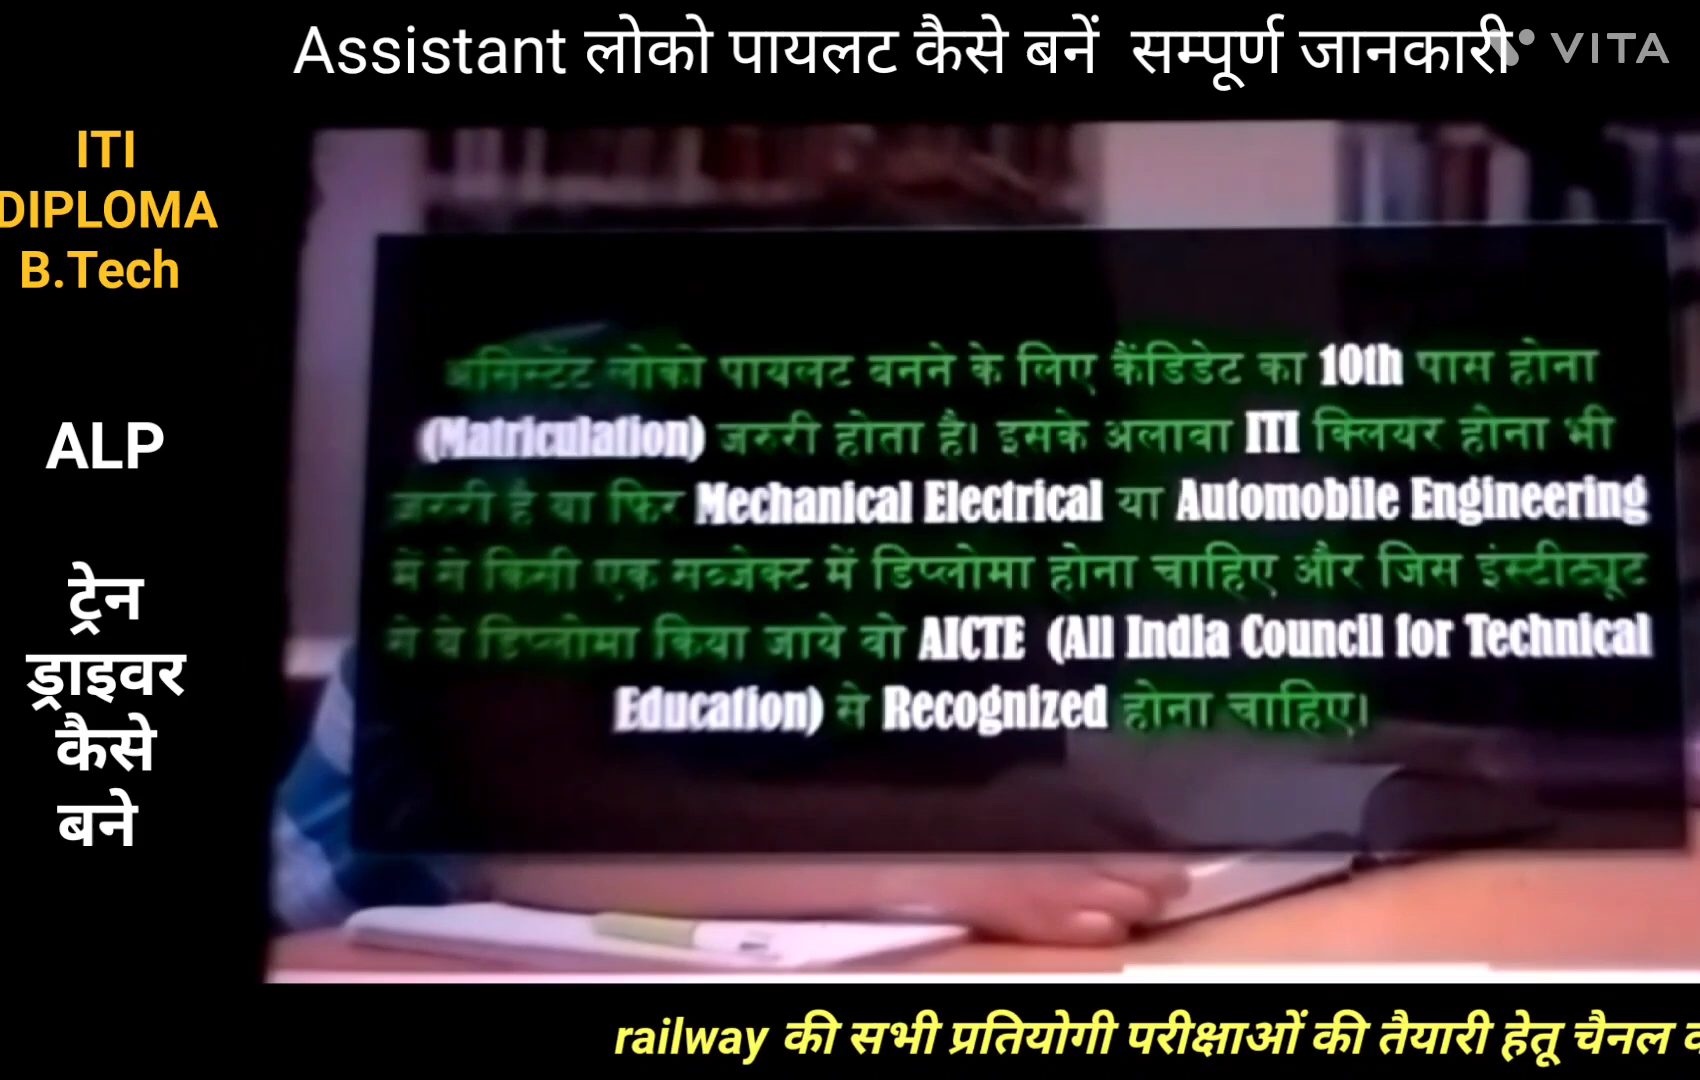 Assistant लोको पायलट कैसे बनें सम्पूर्ण जानकारी
VITA
ITI
DIPLOMA
B.Tech
ALP
ट्रेन
ड्राइवर
कैसे
बने
असिस्टेंट लोको पायलट बनने के लिए कैंडिडेट का 10th पास होना
(Matriculation) जरुरी होता है। इसके अलावा ITI क्लियर होना भी
जरुरी है या फिर Mechanical Electrical या Automobile Engineering
में से किसी एक सब्जेक्ट में डिप्लोमा होना चाहिए और जिस इंस्टीट्यूट
से ये डिप्लोमा किया जाये वो AICTE (All India Council for Technical
Education) से Recognized होना चाहिए।
railway की सभी प्रतियोगी परीक्षाओं की तैयारी हेतू चैनल